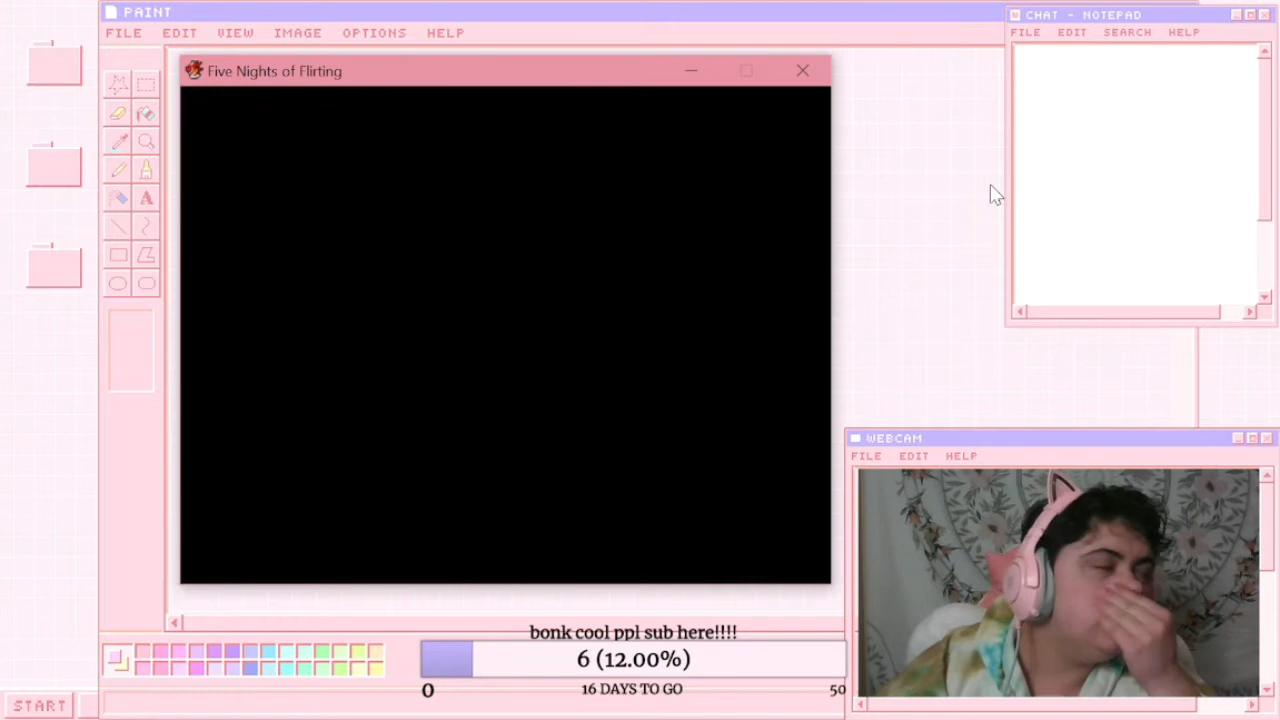 PAINT
FILE EDIT VIEW IMAGE OPTIONS HELP
Five Nights of Flirting
CHAT - NOTEPAD
FILE EDIT SEARCH HELP
A
WEBCAM
FILE EDIT HELP
bonk cool ppl sub here!!!!
6 (12.00%)
0 16 DAYS TO GO 50
START